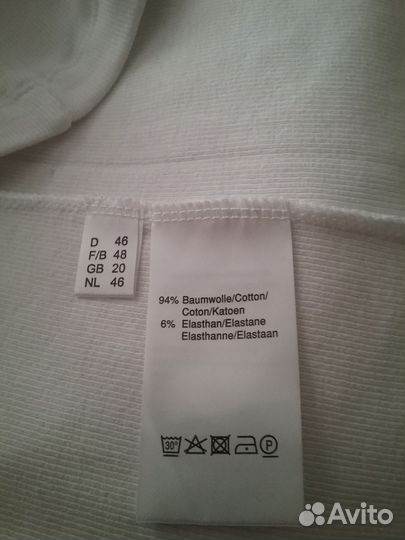 D 46
F/B 48
GB 20
NL 46
94% Baumwolle/Cotton/
Coton/Katoen
6% Elasthan/Elastane
Elasthanne/Elastaan
30°
P
Avito